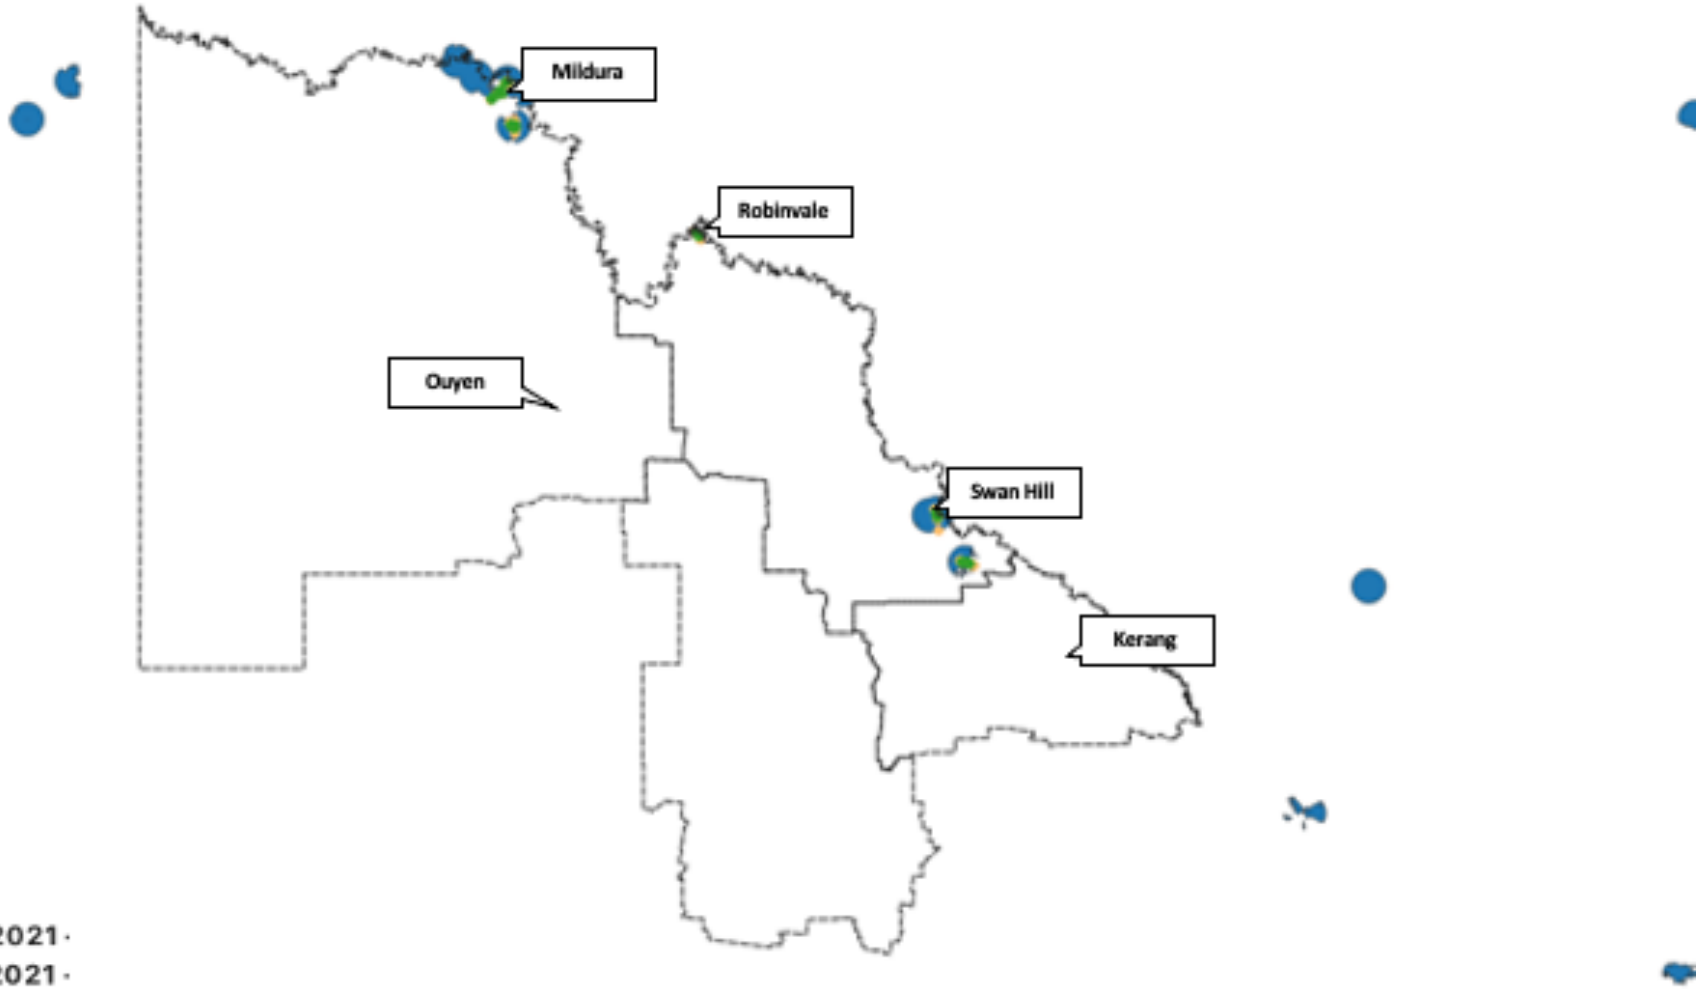 Mildura
Robinvale
Ouyen
Swan Hill
Kerang
2021 ·
2021 ·